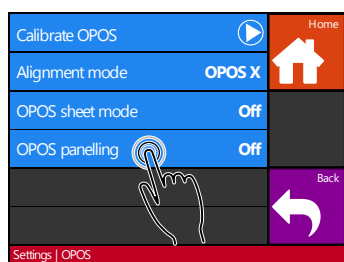 Calibrate OPOS
Home
Alignment mode OPOS X
OPOS sheet mode Off
OPOS panelling Off
Back
Settings | OPOS